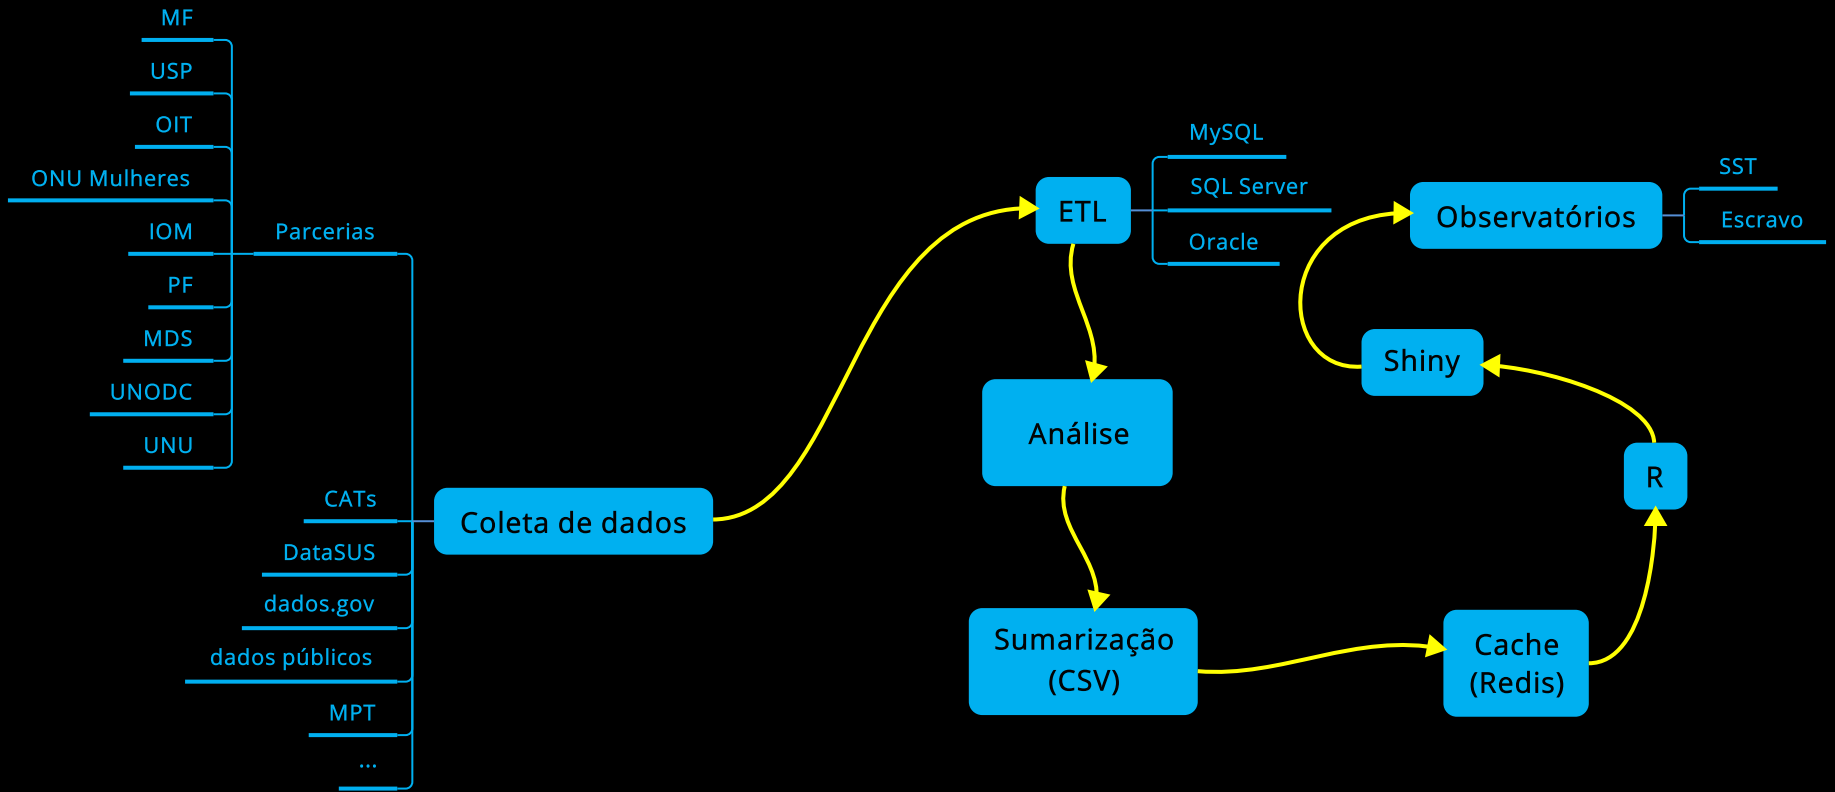 MF
USP
OIT
ONU Mulheres
IOM
PF
MDS
UNODC
UNU
Parcerias
CATs
DataSUS
dados.gov
dados públicos
MPT
...
Coleta de dados
ETL
MySQL
SQL Server
Oracle
Análise
Sumarização
(CSV)
Cache
(Redis)
R
Shiny
Observatórios
SST
Escravo